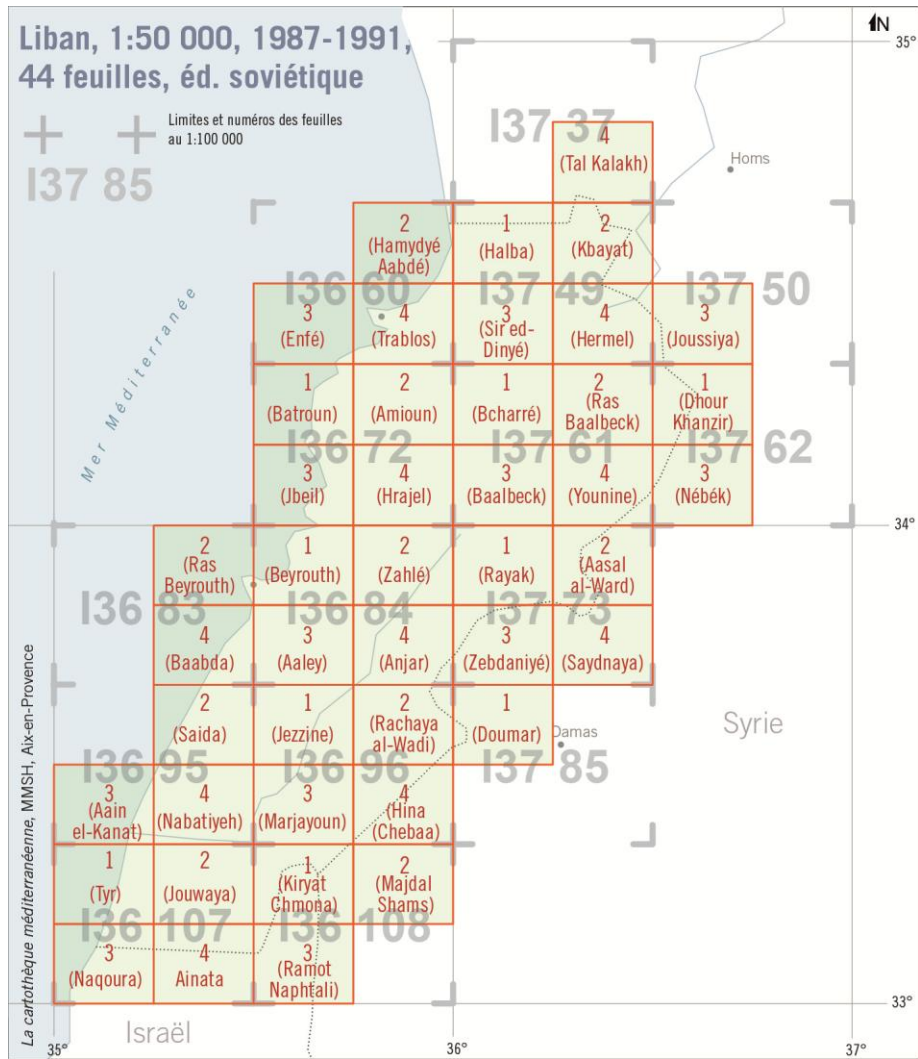 Liban, 1:50 000, 1987-1991,
44 feuilles, éd. soviétique
N
35°
Limites et numéros des feuilles
au 1:100 000
I37 85
I37 37
4
(Tal Kalakh)
Homs
2
(Hamydyé
Aabdé)
1
(Halba)
2
(Kbayat)
I36 60
I37 49
I37 50
3
(Enfé)
4
(Trablos)
3
(Sir ed-
Dinyé
4
(Hermel)
3
(Joussiya)
Mer Méditerranée
1
(Batroun)
2
(Amioun)
1
(Bcharré)
2
(Ras
Baalbeck)
1
(Dhour
Khanzir)
I36 72
I37 61
I37 62
3
(Jbeil)
4
(Hrajel)
3
(Baalbeck)
4
(Younine)
3
(Nébék)
34°
2
(Ras
Beyrouth)
1
(Beyrouth)
2
(Zahlé)
1
(Rayak)
2
(Aasal
al-Ward)
I36 83
I36 84
I37 73
4
(Baabda)
3
(Aaley)
4
(Anjar)
3
(Zebdaniyé)
4
(Saydnaya)
2
(Saida)
1
(Jezzine)
2
(Rachaya
al-Wadi)
1
(Doumar)
Damas
Syrie
I36 95
I36 96
I37 85
3
(Aain
el-Kanat)
4
(Nabatiyeh)
3
(Marjayoun)
4
(Hina
(Chebaa)
1
(Tyr)
2
(Jouwaya)
1
(Kiryat
Chmona)
2
(Majdal
Shams)
I36 107
I36 108
3
(Naqoura)
4
Ainata
3
(Ramot
Naphtali)
33°
Israël
35°
36°
37°
La cartothèque méditerranéenne, MMSH, Aix-en-Provence